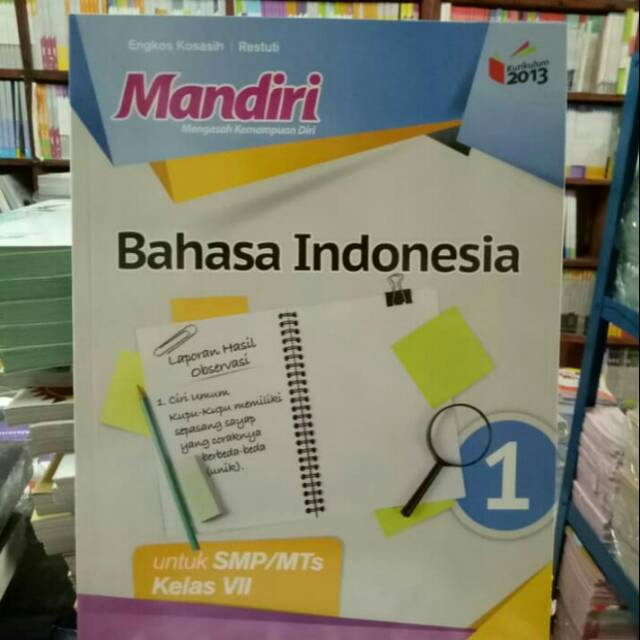 Engkos Kosasih | Restuti
Kurikulum
2013
Mandiri
Mengasah Kemampuan Diri
Bahasa Indonesia
Laporan Hasil
Observasi
1. Ciri umum
Kupu-Kupu memiliki
sepasang sayap
yang coraknya
berbeda-beda
(unik).
1
untuk SMP/MTs
Kelas VII